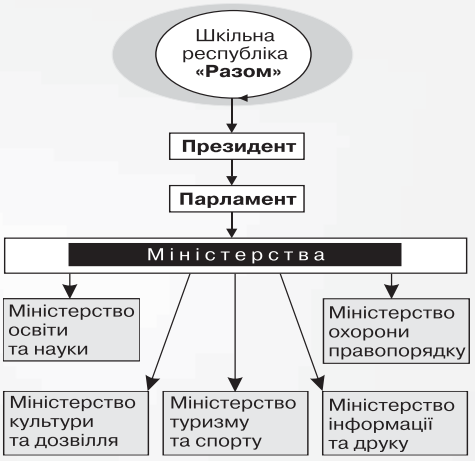 Шкільна
республіка
«Разом»
Президент
Парламент
Міністерства
Міністерство
освіти
та науки
Міністерство
охорони
правопорядку
Міністерство
культури
та дозвілля
Міністерство
туризму
та спорту
Міністерство
інформації
та друку